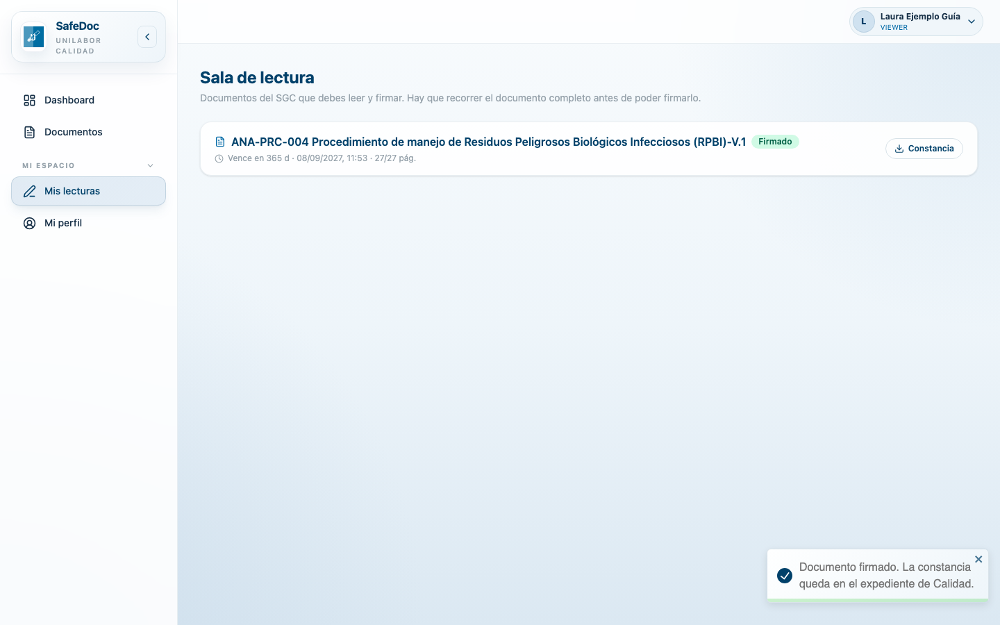 SafeDoc
UNILABOR
CALIDAD
L
Laura Ejemplo Guía
VIEWER
Dashboard
Documentos
MI ESPACIO
Mis lecturas
Mi perfil
Sala de lectura
Documentos del SGC que debes leer y firmar. Hay que recorrer el documento completo antes de poder firmarlo.
ANA-PRC-004 Procedimiento de manejo de Residuos Peligrosos Biológicos Infecciosos (RPBI)-V.1 Firmado
Vence en 365 d · 08/09/2027, 11:53 · 27/27 pág.
Constancia
Documento firmado. La constancia
queda en el expediente de Calidad.